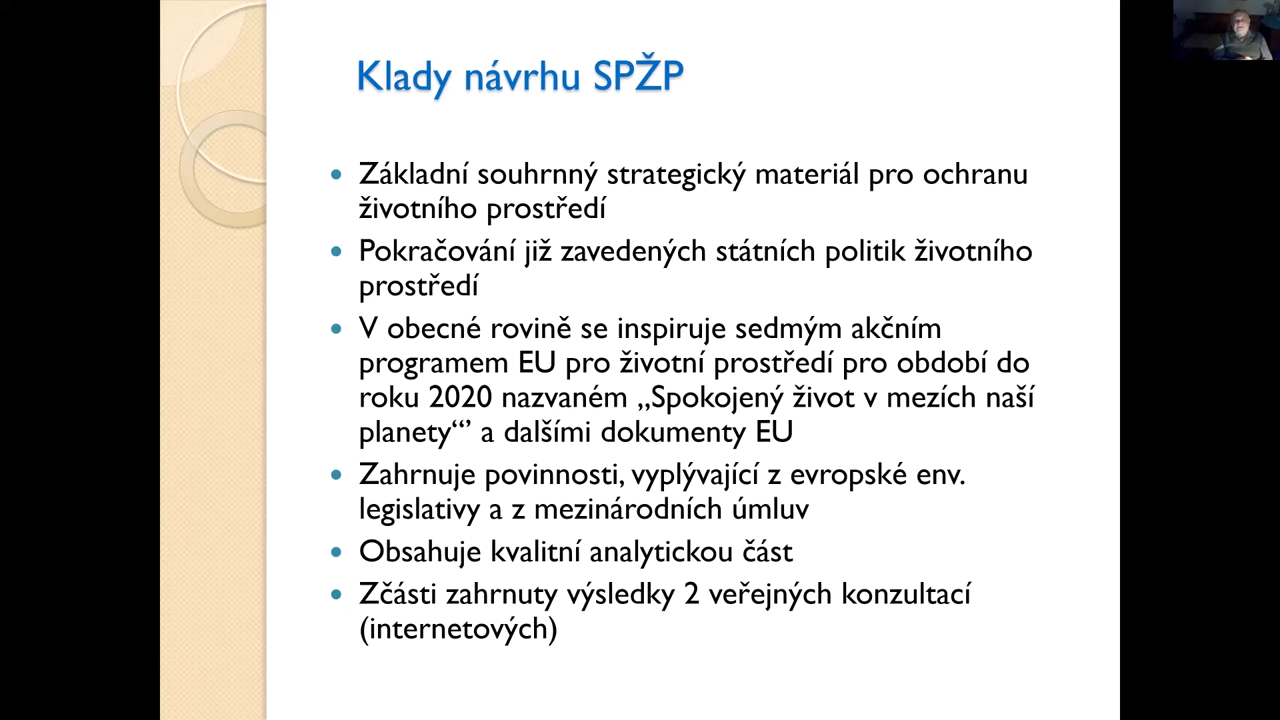 Klady návrhu SPŽP
Základní souhrnný strategický materiál pro ochranu
životního prostředí
Pokračování již zavedených státních politik životního
prostředí
V obecné rovině se inspiruje sedmým akčním
programem EU pro životní prostředí pro období do
roku 2020 nazvaném „Spokojený život v mezích naší
planety“” a dalšími dokumenty EU
Zahrnuje povinnosti, vyplývající z evropské env.
legislativy a z mezinárodních úmluv
Obsahuje kvalitní analytickou část
Zčásti zahrnuty výsledky 2 veřejných konzultací
(internetových)